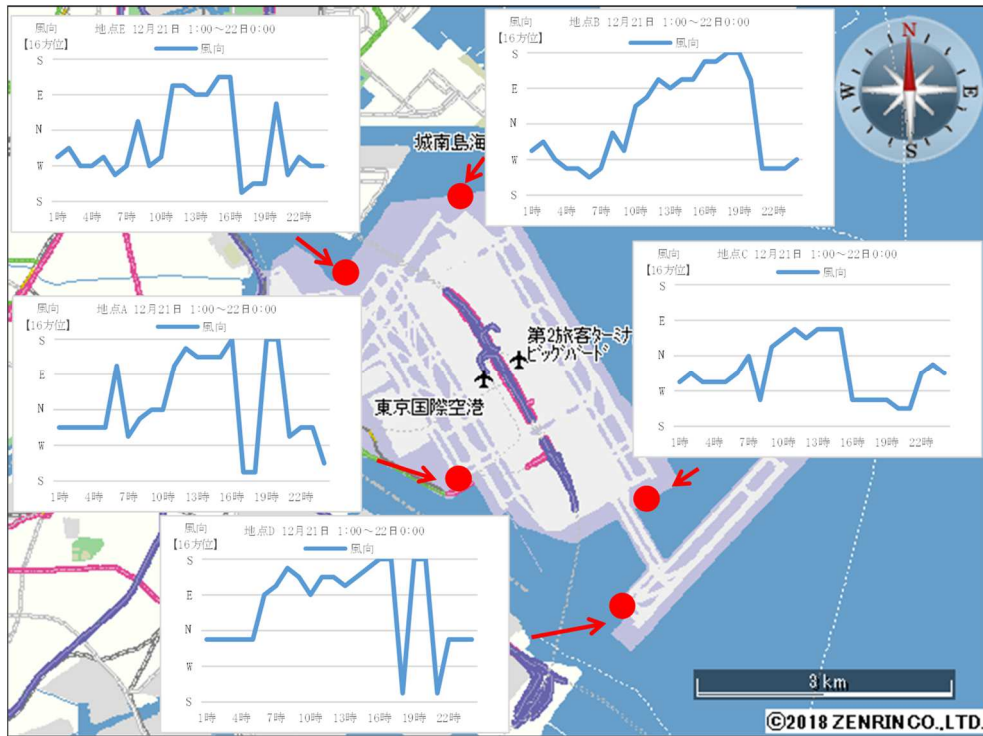 風向
【16方位】
地点E 12月21日 1:00～22日0:00
風向
S
E
N
W
S
1時 4時 7時 10時 13時 16時 19時 22時
風向
【16方位】
地点B 12月21日 1:00～22日0:00
風向
S
E
N
W
S
1時 4時 7時 10時 13時 16時 19時 22時
N
W
E
S
城南島海
風向
【16方位】
地点C 12月21日 1:00～22日0:00
風向
S
E
N
W
S
1時 4時 7時 10時 13時 16時 19時 22時
風向
【16方位】
地点A 12月21日 1:00～22日0:00
風向
S
E
N
W
S
1時 4時 7時 10時 13時 16時 19時 22時
第2旅客ターミナ
ビッグバード
東京国際空港
風向
【16方位】
地点D 12月21日 1:00～22日0:00
風向
S
E
N
W
S
1時 4時 7時 10時 13時 16時 19時 22時
3 km
©2018 ZENRIN CO., LTD.